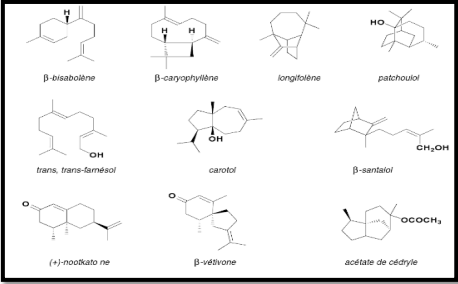 H
β-bisabolène
H H
β-caryophyllène
longifolène
HO
patchoulol
OH
trans, trans-farnésol
OH
carotol
CH₂OH
β-santalol
O
(+)-nootkato ne
O
β-vétivone
OCOCH₃
acétate de cédryle